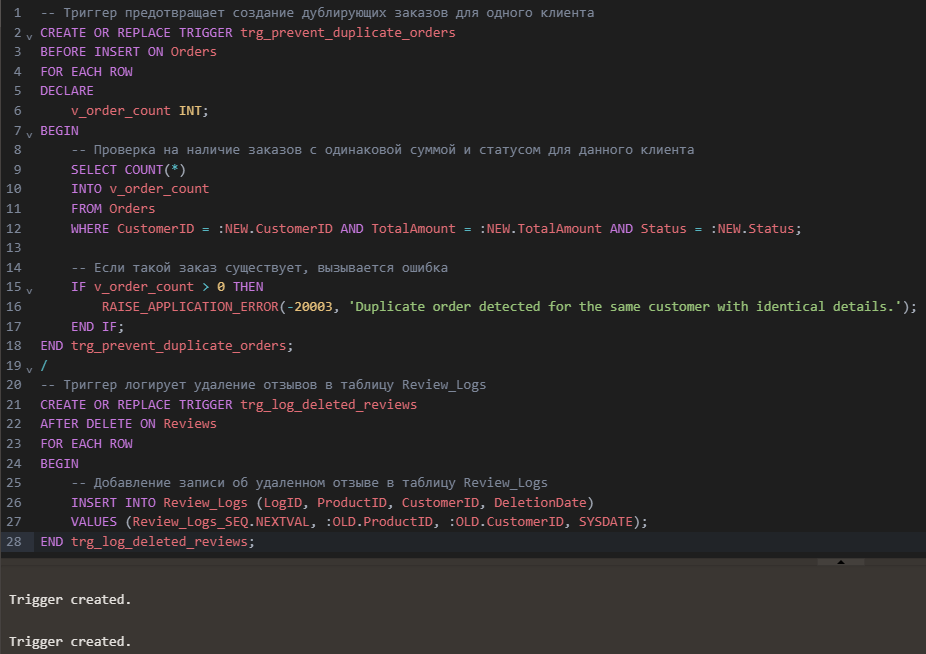 1 -- Триггер предотвращает создание дублирующих заказов для одного клиента
2 CREATE OR REPLACE TRIGGER trg_prevent_duplicate_orders
3 BEFORE INSERT ON Orders
4 FOR EACH ROW
5 DECLARE
6     v_order_count INT;
7 BEGIN
8     -- Проверка на наличие заказов с одинаковой суммой и статусом для данного клиента
9     SELECT COUNT(*)
10     INTO v_order_count
11     FROM Orders
12     WHERE CustomerID = :NEW.CustomerID AND TotalAmount = :NEW.TotalAmount AND Status = :NEW.Status;
13
14     -- Если такой заказ существует, вызывается ошибка
15     IF v_order_count > 0 THEN
16         RAISE_APPLICATION_ERROR(-20003, 'Duplicate order detected for the same customer with identical details.');
17     END IF;
18 END trg_prevent_duplicate_orders;
19 /
20 -- Триггер логирует удаление отзывов в таблицу Review_Logs
21 CREATE OR REPLACE TRIGGER trg_log_deleted_reviews
22 AFTER DELETE ON Reviews
23 FOR EACH ROW
24 BEGIN
25     -- Добавление записи об удаленном отзыве в таблицу Review_Logs
26     INSERT INTO Review_Logs (LogID, ProductID, CustomerID, DeletionDate)
27     VALUES (Review_Logs_SEQ.NEXTVAL, :OLD.ProductID, :OLD.CustomerID, SYSDATE);
28 END trg_log_deleted_reviews;
Trigger created.
Trigger created.